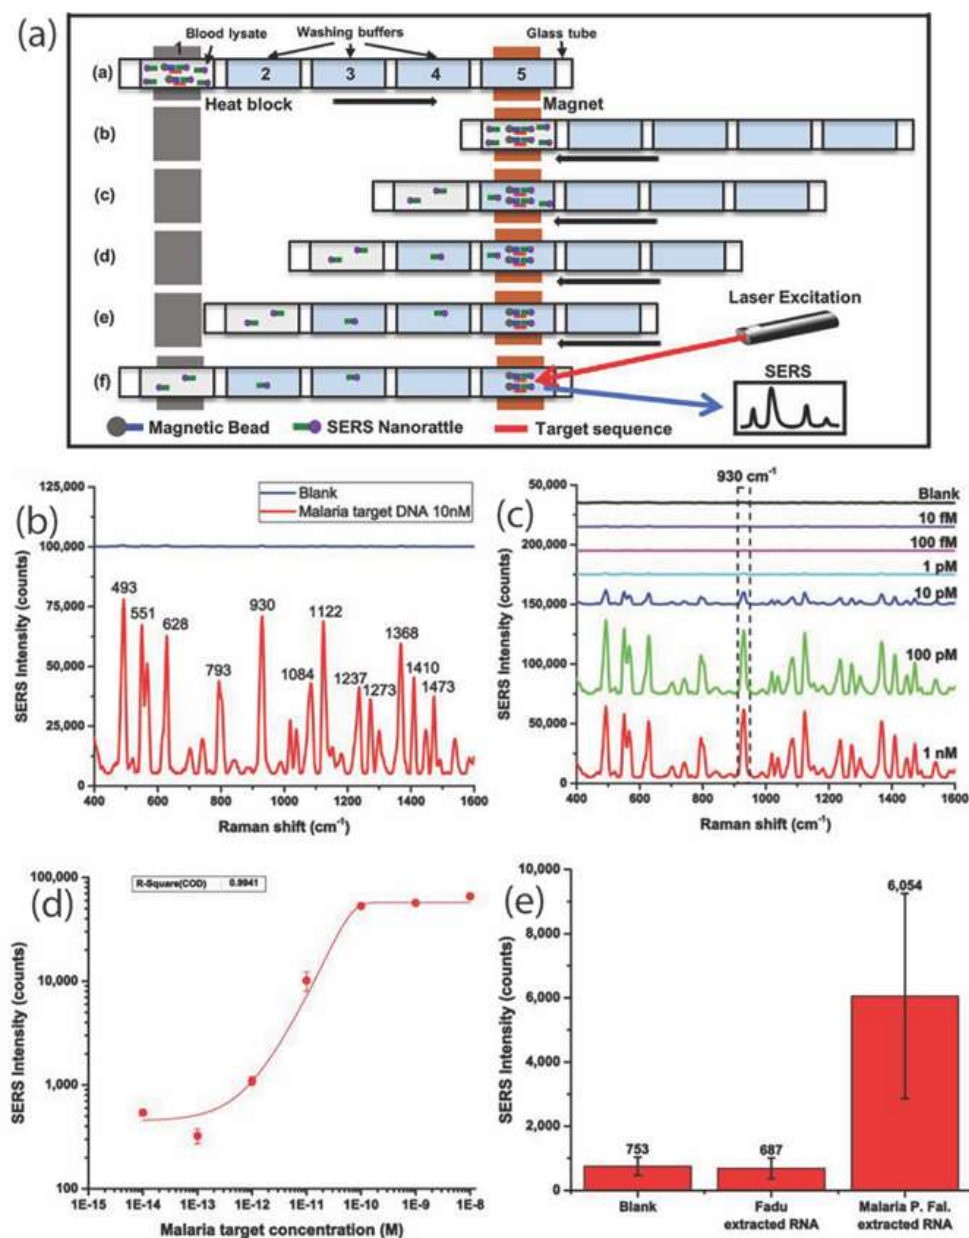 (a)
1
Blood lysate
Washing buffers
Glass tube
(a)
2
3
4
5
Heat block
Magnet
(b)
(c)
(d)
(e)
(f)
Laser Excitation
SERS
Magnetic Bead
SERS Nanorattle
Target sequence
(b)
125,000
100,000
75,000
50,000
25,000
0
SERS Intensity (counts)
Blank
Malaria target DNA 10nM
493
551
628
793
930
1084
1122
1237
1273
1368
1410
1473
400 600 800 1000 1200 1400 1600
Raman shift (cm⁻¹)
(c)
930 cm⁻¹
50,000
200,000
150,000
100,000
50,000
0
SERS Intensity (counts)
Blank
10 fM
100 fM
1 pM
10 pM
100 pM
1 nM
400 600 800 1000 1200 1400 1600
Raman shift (cm⁻¹)
(d)
R-Square(COD) 0.9941
100,000
10,000
1,000
100
SERS Intensity (counts)
1E-15 1E-14 1E-13 1E-12 1E-11 1E-10 1E-9 1E-8
Malaria target concentration (M)
(e)
10,000
8,000
6,000
4,000
2,000
0
SERS Intensity (counts)
753
687
6,054
Blank
Fadu
extracted RNA
Malaria P. Fal.
extracted RNA